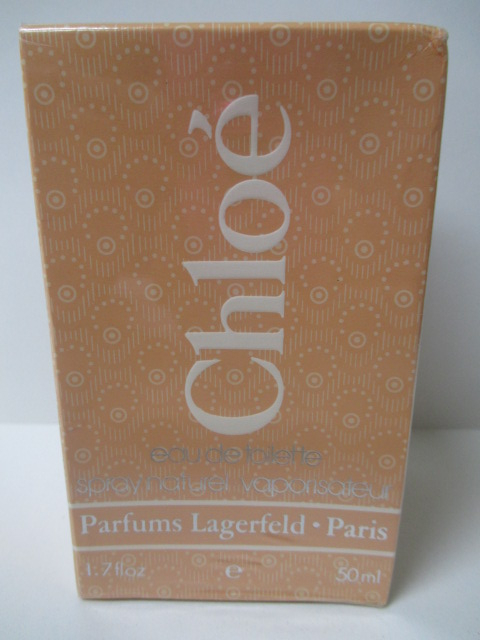 Chloé
eau de toilette
spray naturel vaporisateur
Parfums Lagerfeld · Paris
1.7 fl oz e 50 ml